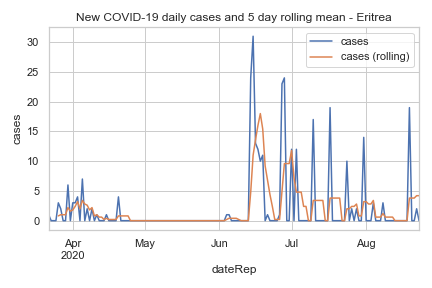 New COVID-19 daily cases and 5 day rolling mean - Eritrea
cases
cases (rolling)
30
25
20
15
10
5
0
cases
Apr
2020
May
Jun
Jul
Aug
dateRep